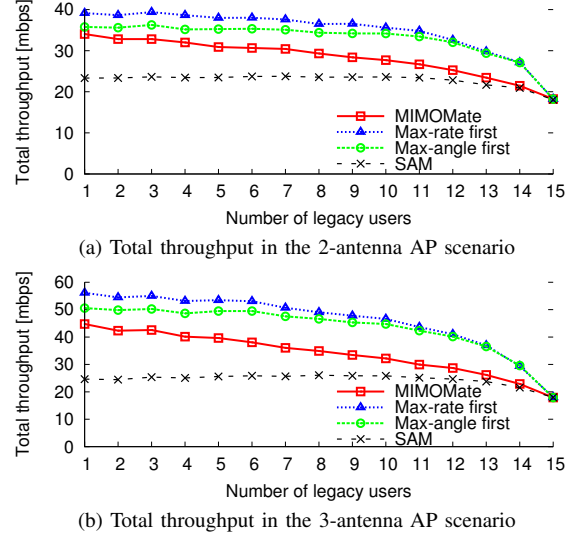 Total throughput [mbps]
40
30
20
10
0
MIMOMate
Max-rate first
Max-angle first
SAM
1 2 3 4 5 6 7 8 9 10 11 12 13 14 15
Number of legacy users
(a) Total throughput in the 2-antenna AP scenario
Total throughput [mbps]
60
50
40
30
20
10
0
MIMOMate
Max-rate first
Max-angle first
SAM
1 2 3 4 5 6 7 8 9 10 11 12 13 14 15
Number of legacy users
(b) Total throughput in the 3-antenna AP scenario